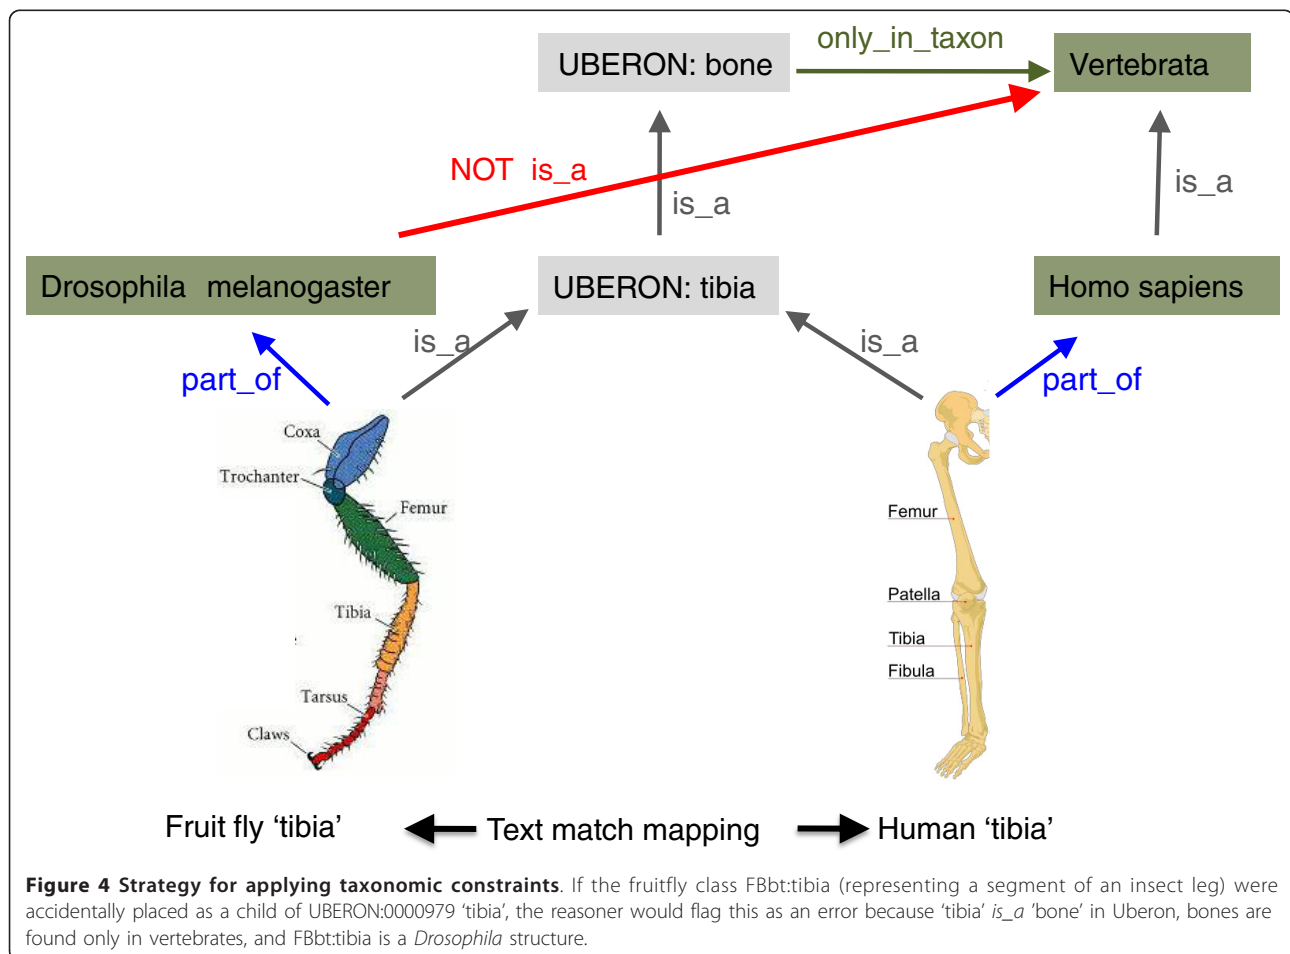 only_in_taxon
UBERON: bone
Vertebrata
NOT is_a
is_a
is_a
Drosophila melanogaster
UBERON: tibia
Homo sapiens
is_a
is_a
part_of
part_of
Coxa
Trochanter
Femur
Tibia
Tarsus
Claws
Femur
Patella
Tibia
Fibula
Fruit fly ‘tibia’
Text match mapping
Human ‘tibia’
Figure 4 Strategy for applying taxonomic constraints. If the fruitfly class FBbt:tibia (representing a segment of an insect leg) were
accidentally placed as a child of UBERON:0000979 ‘tibia’, the reasoner would flag this as an error because ‘tibia’ is_a ’bone’ in Uberon, bones are
found only in vertebrates, and FBbt:tibia is a Drosophila structure.